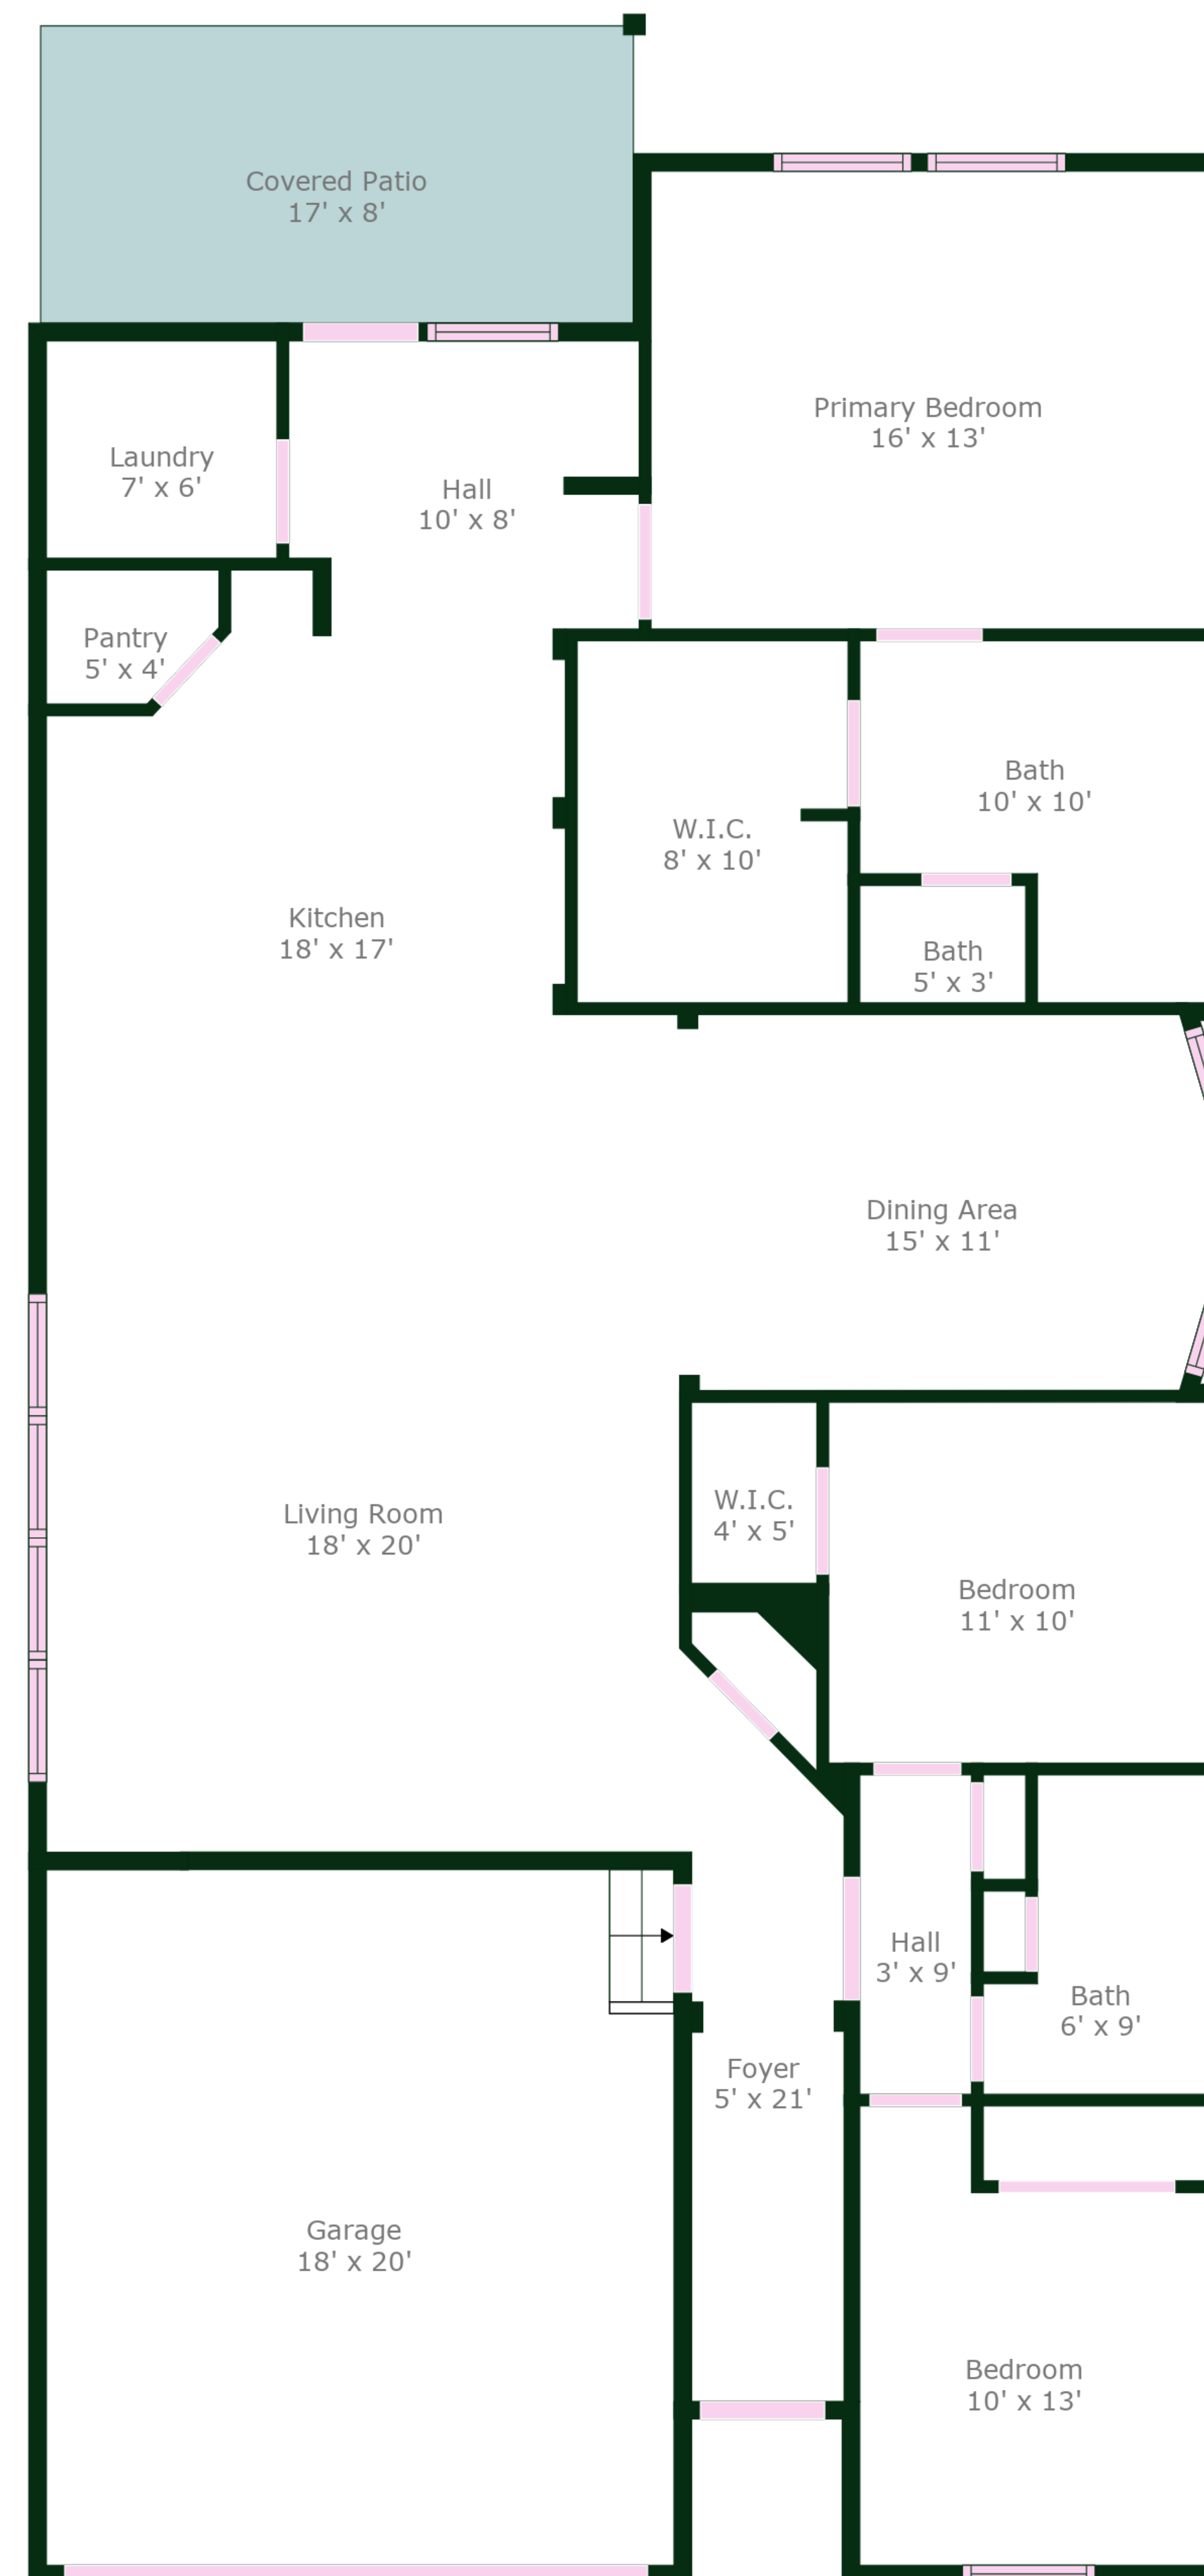 Covered Patio
17' x 8'
Primary Bedroom
16' x 13'
Laundry
7' x 6'
Hall
10' x 8'
Pantry
5' x 4'
Bath
10' x 10'
W.I.C.
8' x 10'
Kitchen
18' x 17'
Bath
5' x 3'
Dining Area
15' x 11'
W.I.C.
4' x 5'
Living Room
18' x 20'
Bedroom
11' x 10'
Hall
3' x 9'
Bath
6' x 9'
Foyer
5' x 21'
Garage
18' x 20'
Bedroom
10' x 13'